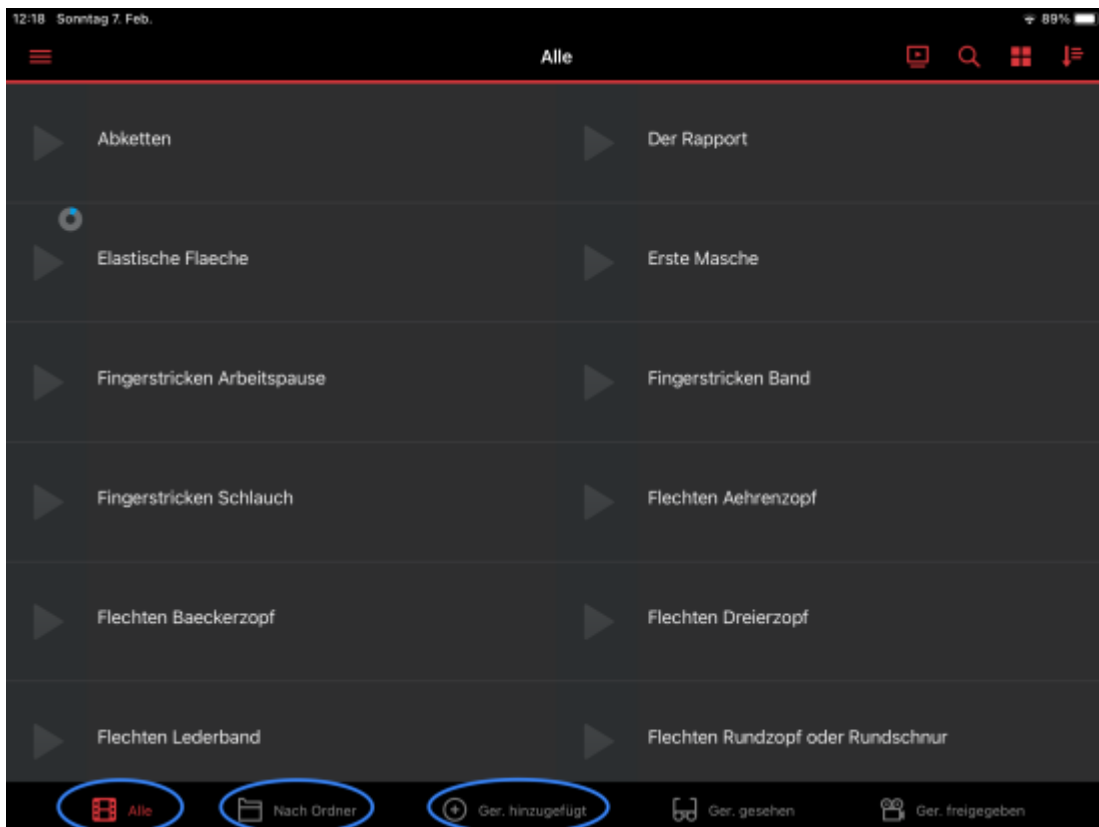 12:18 Sonntag 7. Feb.
89%
Alle
Abketten
Der Rapport
Elastische Flaeche
Erste Masche
Fingerstricken Arbeitspause
Fingerstricken Band
Fingerstricken Schlauch
Flechten Aehrenzopf
Flechten Baeckerzopf
Flechten Dreierzopf
Flechten Lederband
Flechten Rundzopf oder Rundschnur
Alle
Nach Ordner
Ger. hinzugefügt
Ger. gesehen
Ger. freigegeben